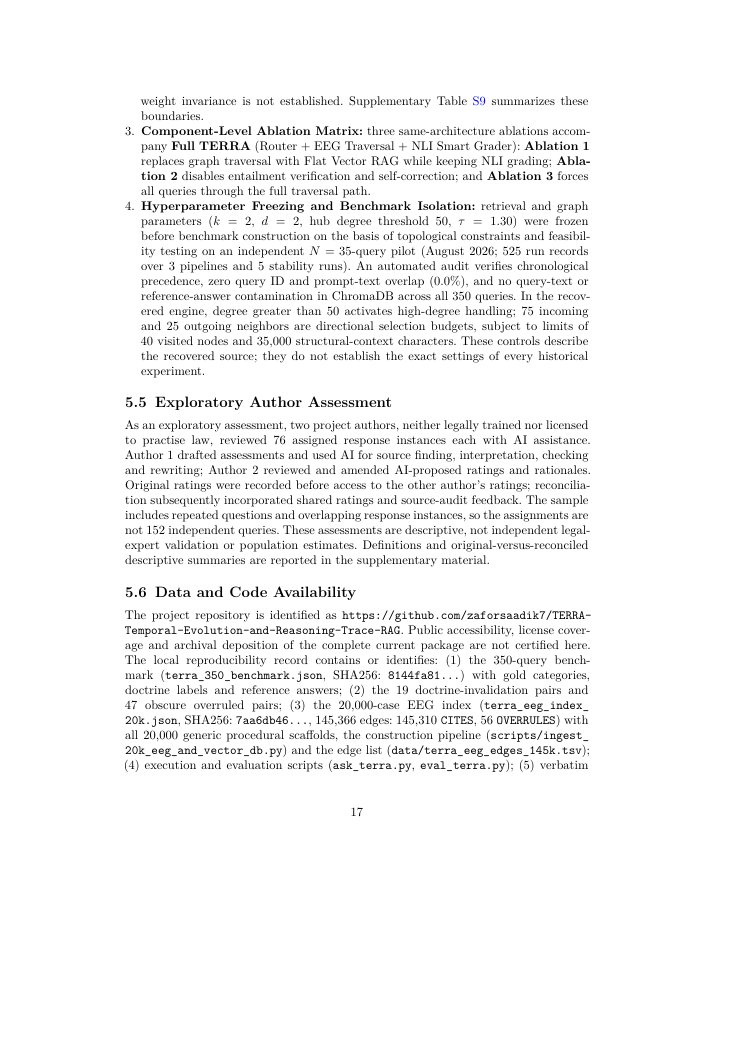 weight invariance is not established. Supplementary Table S9 summarizes these
boundaries.
3. Component-Level Ablation Matrix: three same-architecture ablations accom-
pany Full TERRA (Router + EEG Traversal + NLI Smart Grader): Ablation 1
replaces graph traversal with Flat Vector RAG while keeping NLI grading; Abla-
tion 2 disables entailment verification and self-correction; and Ablation 3 forces
all queries through the full traversal path.
4. Hyperparameter Freezing and Benchmark Isolation: retrieval and graph
parameters (k = 2, d = 2, hub degree threshold 50, τ = 1.30) were frozen
before benchmark construction on the basis of topological constraints and feasibil-
ity testing on an independent N = 35-query pilot (August 2026; 525 run records
over 3 pipelines and 5 stability runs). An automated audit verifies chronological
precedence, zero query ID and prompt-text overlap (0.0%), and no query-text or
reference-answer contamination in ChromaDB across all 350 queries. In the recov-
ered engine, degree greater than 50 activates high-degree handling; 75 incoming
and 25 outgoing neighbors are directional selection budgets, subject to limits of
40 visited nodes and 35,000 structural-context characters. These controls describe
the recovered source; they do not establish the exact settings of every historical
experiment.
5.5 Exploratory Author Assessment
As an exploratory assessment, two project authors, neither legally trained nor licensed
to practise law, reviewed 76 assigned response instances each with AI assistance.
Author 1 drafted assessments and used AI for source finding, interpretation, checking
and rewriting; Author 2 reviewed and amended AI-proposed ratings and rationales.
Original ratings were recorded before access to the other author's ratings; reconcilia-
tion subsequently incorporated shared ratings and source-audit feedback. The sample
includes repeated questions and overlapping response instances, so the assignments are
not 152 independent queries. These assessments are descriptive, not independent legal-
expert validation or population estimates. Definitions and original-versus-reconciled
descriptive summaries are reported in the supplementary material.
5.6 Data and Code Availability
The project repository is identified as https://github.com/zaforsaadik7/TERRA-
Temporal-Evolution-and-Reasoning-Trace-RAG. Public accessibility, license cover-
age and archival deposition of the complete current package are not certified here.
The local reproducibility record contains or identifies: (1) the 350-query bench-
mark (terra_350_benchmark.json, SHA256: 8144fa81...) with gold categories,
doctrine labels and reference answers; (2) the 19 doctrine-invalidation pairs and
47 obscure overruled pairs; (3) the 20,000-case EEG index (terra_eeg_index_
20k.json, SHA256: 7aa6db46..., 145,366 edges: 145,310 CITES, 56 OVERRULES) with
all 20,000 generic procedural scaffolds, the construction pipeline (scripts/ingest_
20k_eeg_and_vector_db.py) and the edge list (data/terra_eeg_edges_145k.tsv);
(4) execution and evaluation scripts (ask_terra.py, eval_terra.py); (5) verbatim
17